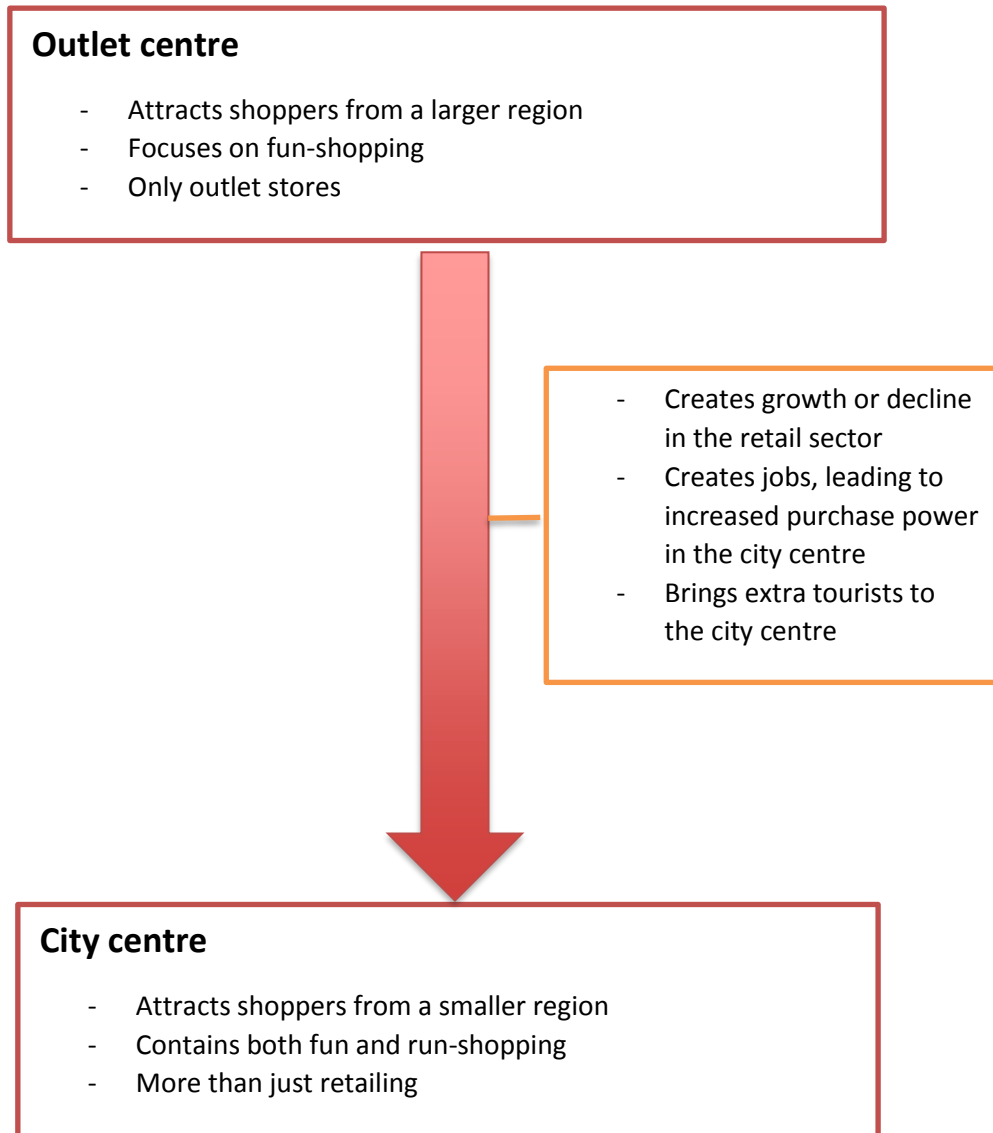 Outlet centre
- Attracts shoppers from a larger region
- Focuses on fun-shopping
- Only outlet stores
- Creates growth or decline
in the retail sector
- Creates jobs, leading to
increased purchase power
in the city centre
- Brings extra tourists to
the city centre
City centre
- Attracts shoppers from a smaller region
- Contains both fun and run-shopping
- More than just retailing